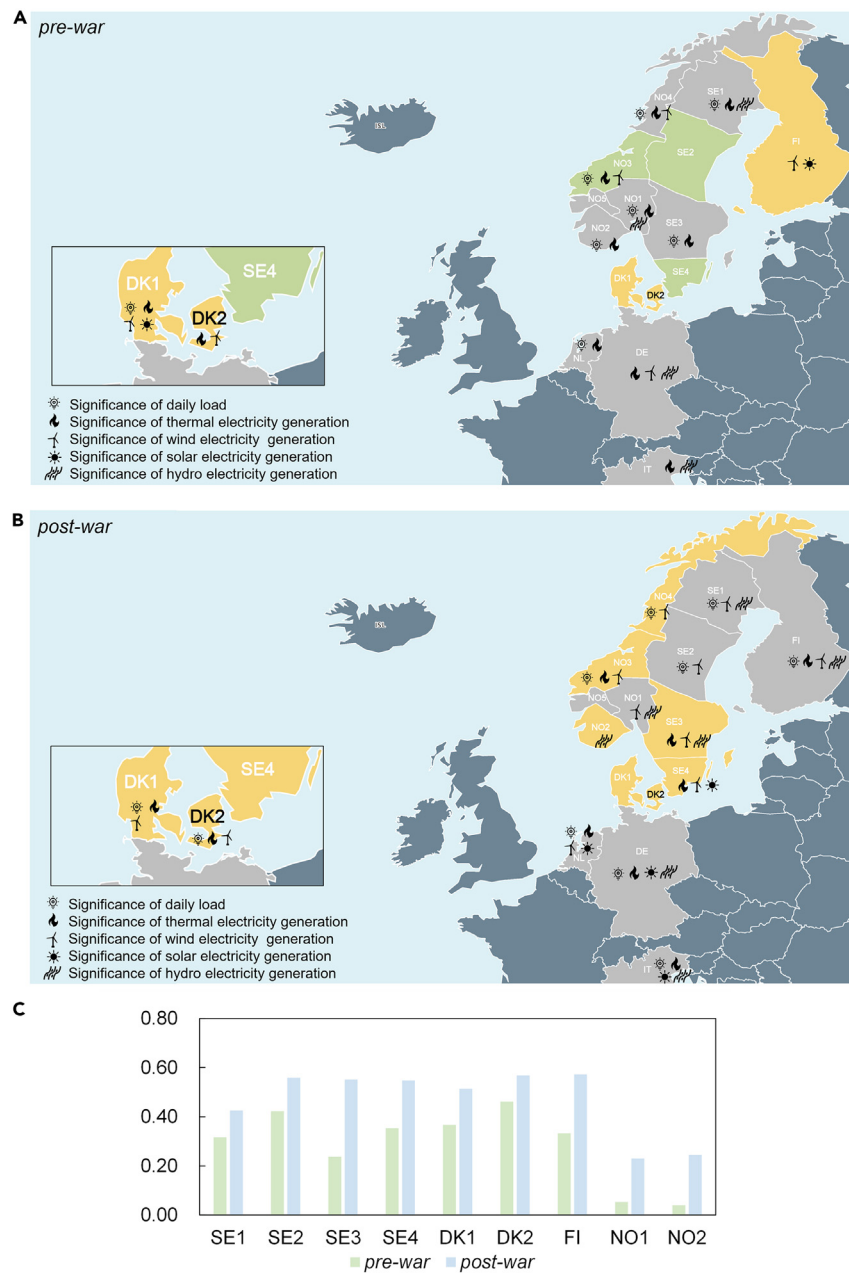 A
pre-war
ISL
NO4
SE1
FI
SE2
NO3
NO5
NO1
NO2
SE3
DK1
SE4
DK2
NL
DE
IT
DK1
SE4
DK2
Significance of daily load
Significance of thermal electricity generation
Significance of wind electricity generation
Significance of solar electricity generation
Significance of hydro electricity generation
B
post-war
ISL
NO4
SE1
SE2
FI
NO3
NO5
NO1
NO2
SE3
DK1
SE4
DK2
NL
DE
IT
DK1
SE4
DK2
Significance of daily load
Significance of thermal electricity generation
Significance of wind electricity generation
Significance of solar electricity generation
Significance of hydro electricity generation
C
0.80
0.60
0.40
0.20
0.00
SE1 SE2 SE3 SE4 DK1 DK2 FI NO1 NO2
pre-war post-war